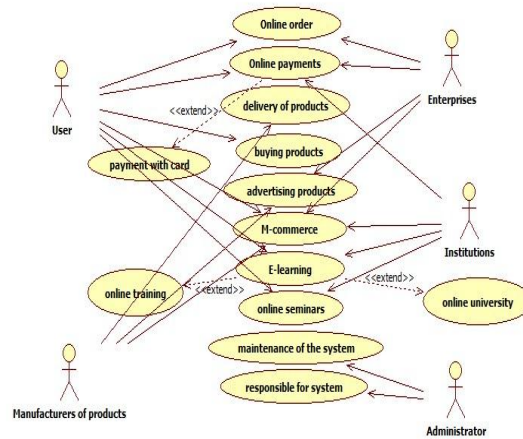 Online order
Online payments
<<extend>>
delivery of products
User
Enterprises
payment with card
buying products
advertising products
M-commerce
Institutions
E-learning
online training
<<extend>>
<<extend>>
online university
online seminars
maintenance of the system
responsible for system
Manufacturers of products
Administrator